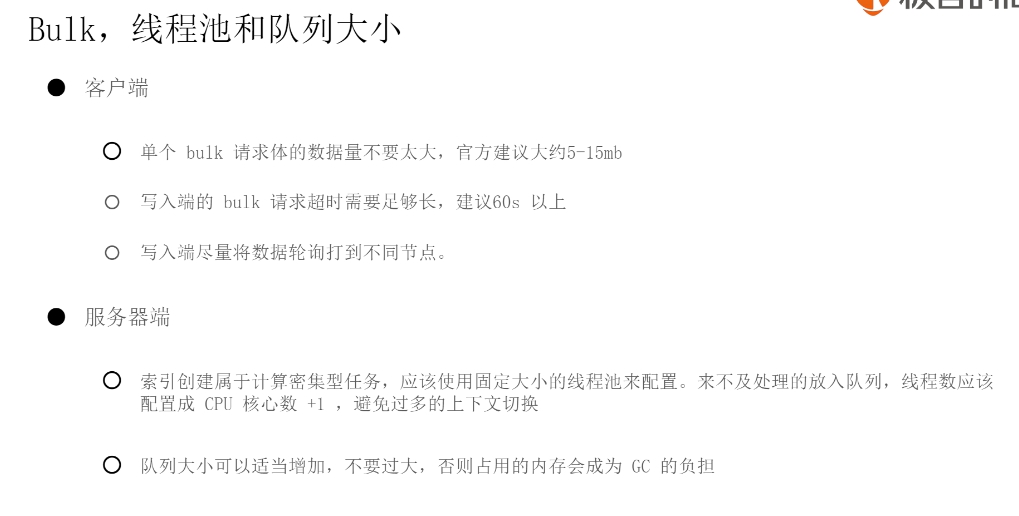 Bulk，线程池和队列大小
客户端
单个 bulk 请求体的数据量不要太大，官方建议大约5-15mb
写入端的 bulk 请求超时需要足够长，建议60s 以上
写入端尽量将数据轮询打到不同节点。
服务器端
索引创建属于计算密集型任务，应该使用固定大小的线程池来配置。来不及处理的放入队列，线程数应该
配置成 CPU 核心数 +1 ，避免过多的上下文切换
队列大小可以适当增加，不要过大，否则占用的内存会成为 GC 的负担